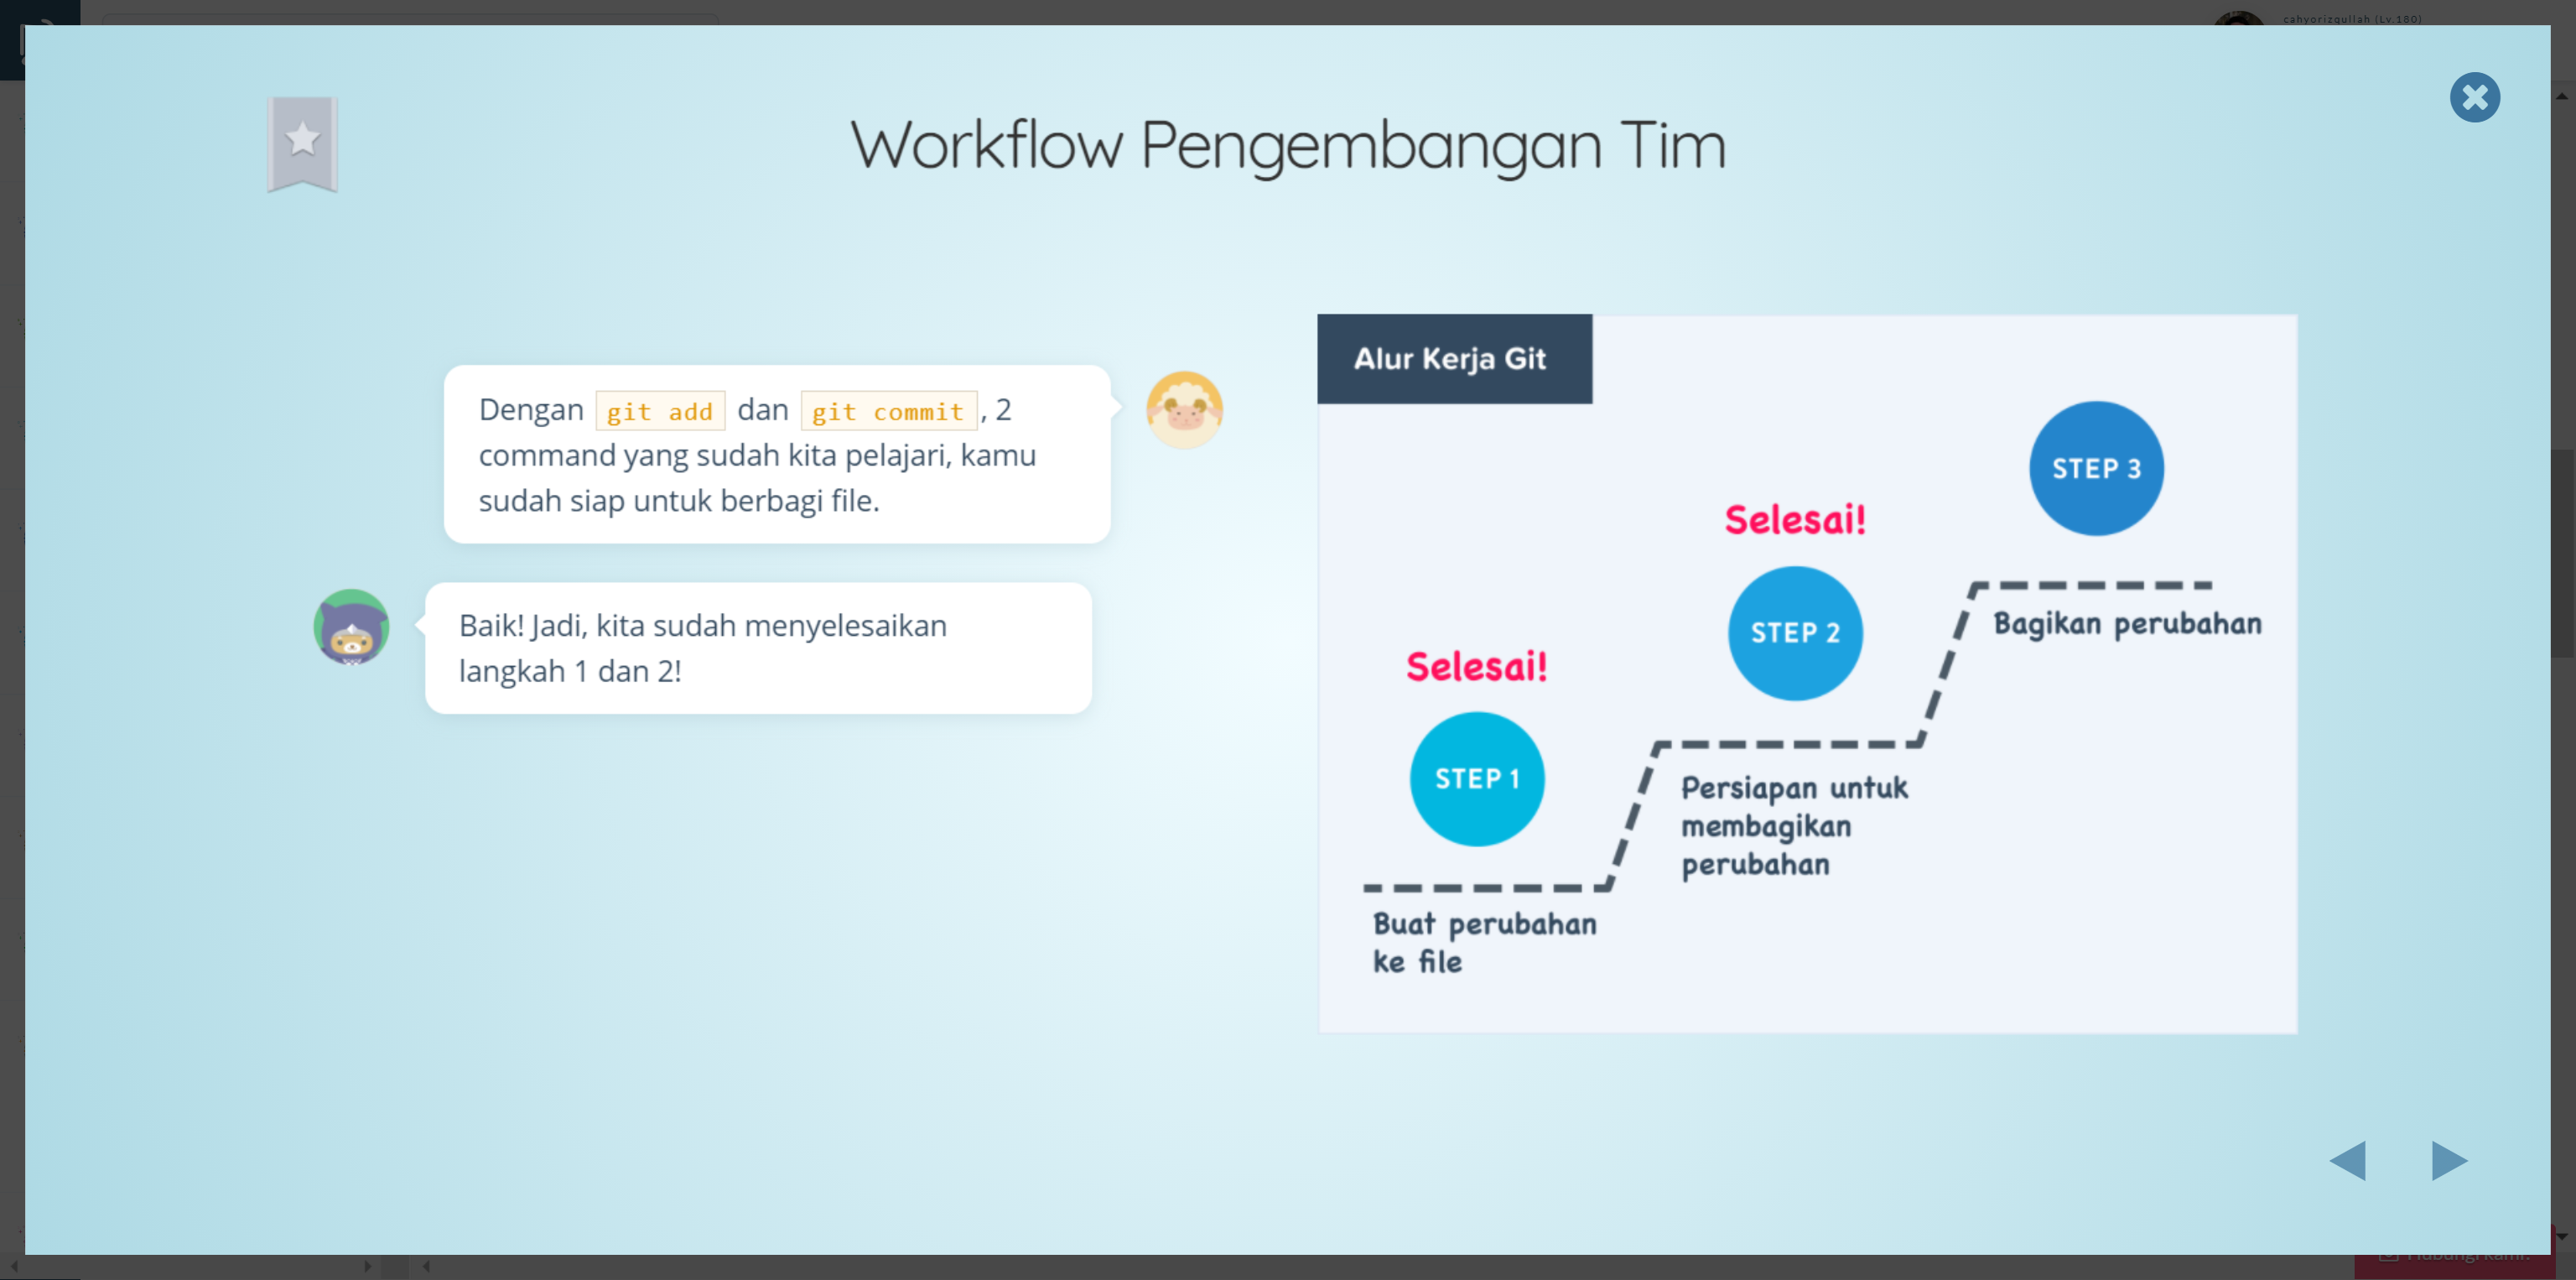 cahyorizqullah (Lv.180)
Workflow Pengembangan Tim
Dengan git add dan git commit, 2
command yang sudah kita pelajari, kamu
sudah siap untuk berbagi file.
Baik! Jadi, kita sudah menyelesaikan
langkah 1 dan 2!
Alur Kerja Git
STEP 3
Selesai!
STEP 2
Bagikan perubahan
Selesai!
STEP 1
Persiapan untuk
membagikan
perubahan
Buat perubahan
ke file
Hubungi kami!